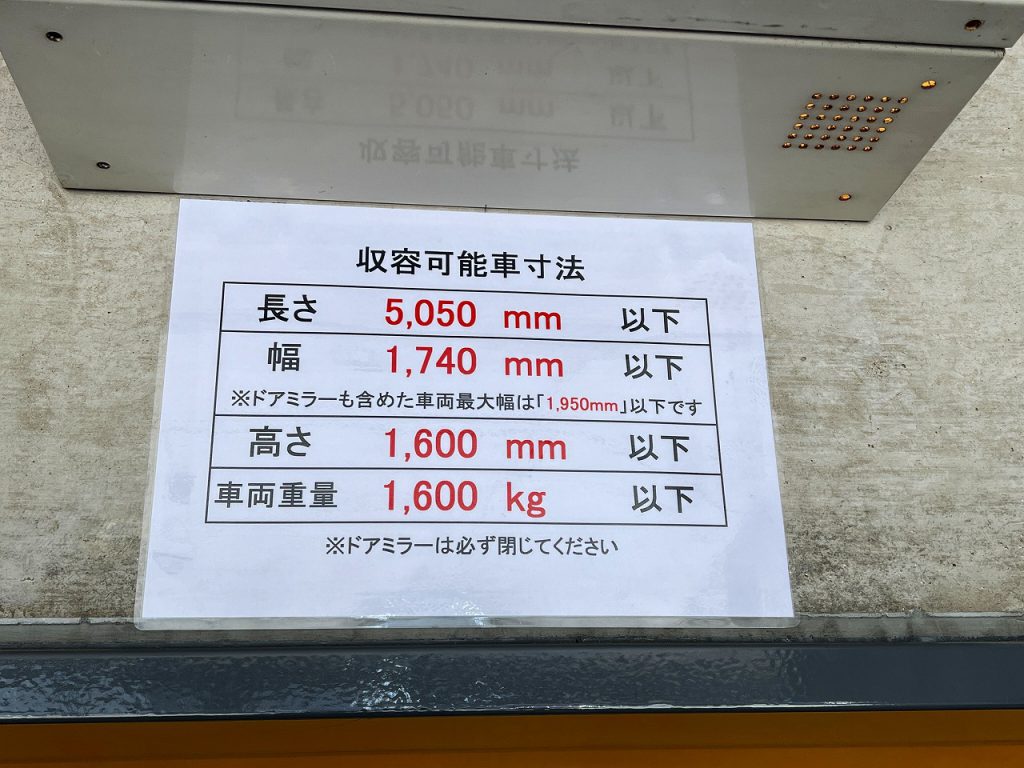 収容可能車寸法
長さ 5,050 mm 以下
幅 1,740 mm 以下
※ドアミラーも含めた車両最大幅は「1,950mm」以下です
高さ 1,600 mm 以下
車両重量 1,600 kg 以下
※ドアミラーは必ず閉じてください